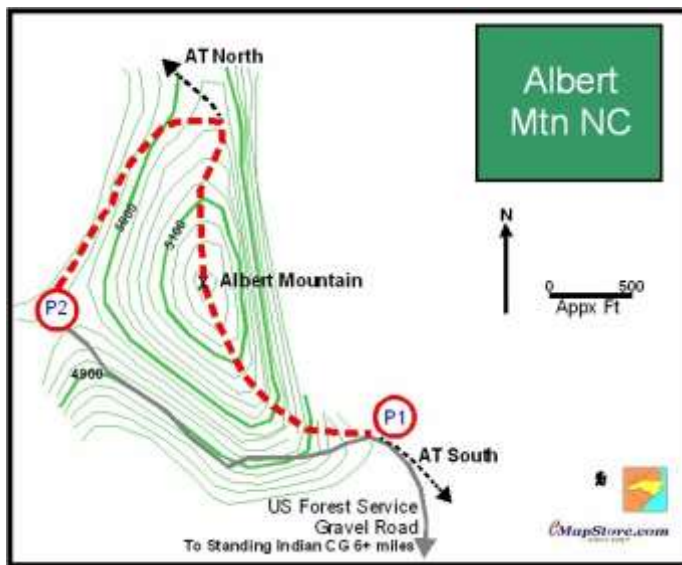 AT North
Albert
Mtn NC
5000
5100
N
Albert Mountain
0 500
Appx Ft
P2
4900
P1
AT South
US Forest Service
Gravel Road
To Standing Indian CG 6+ miles
eMapStore.com